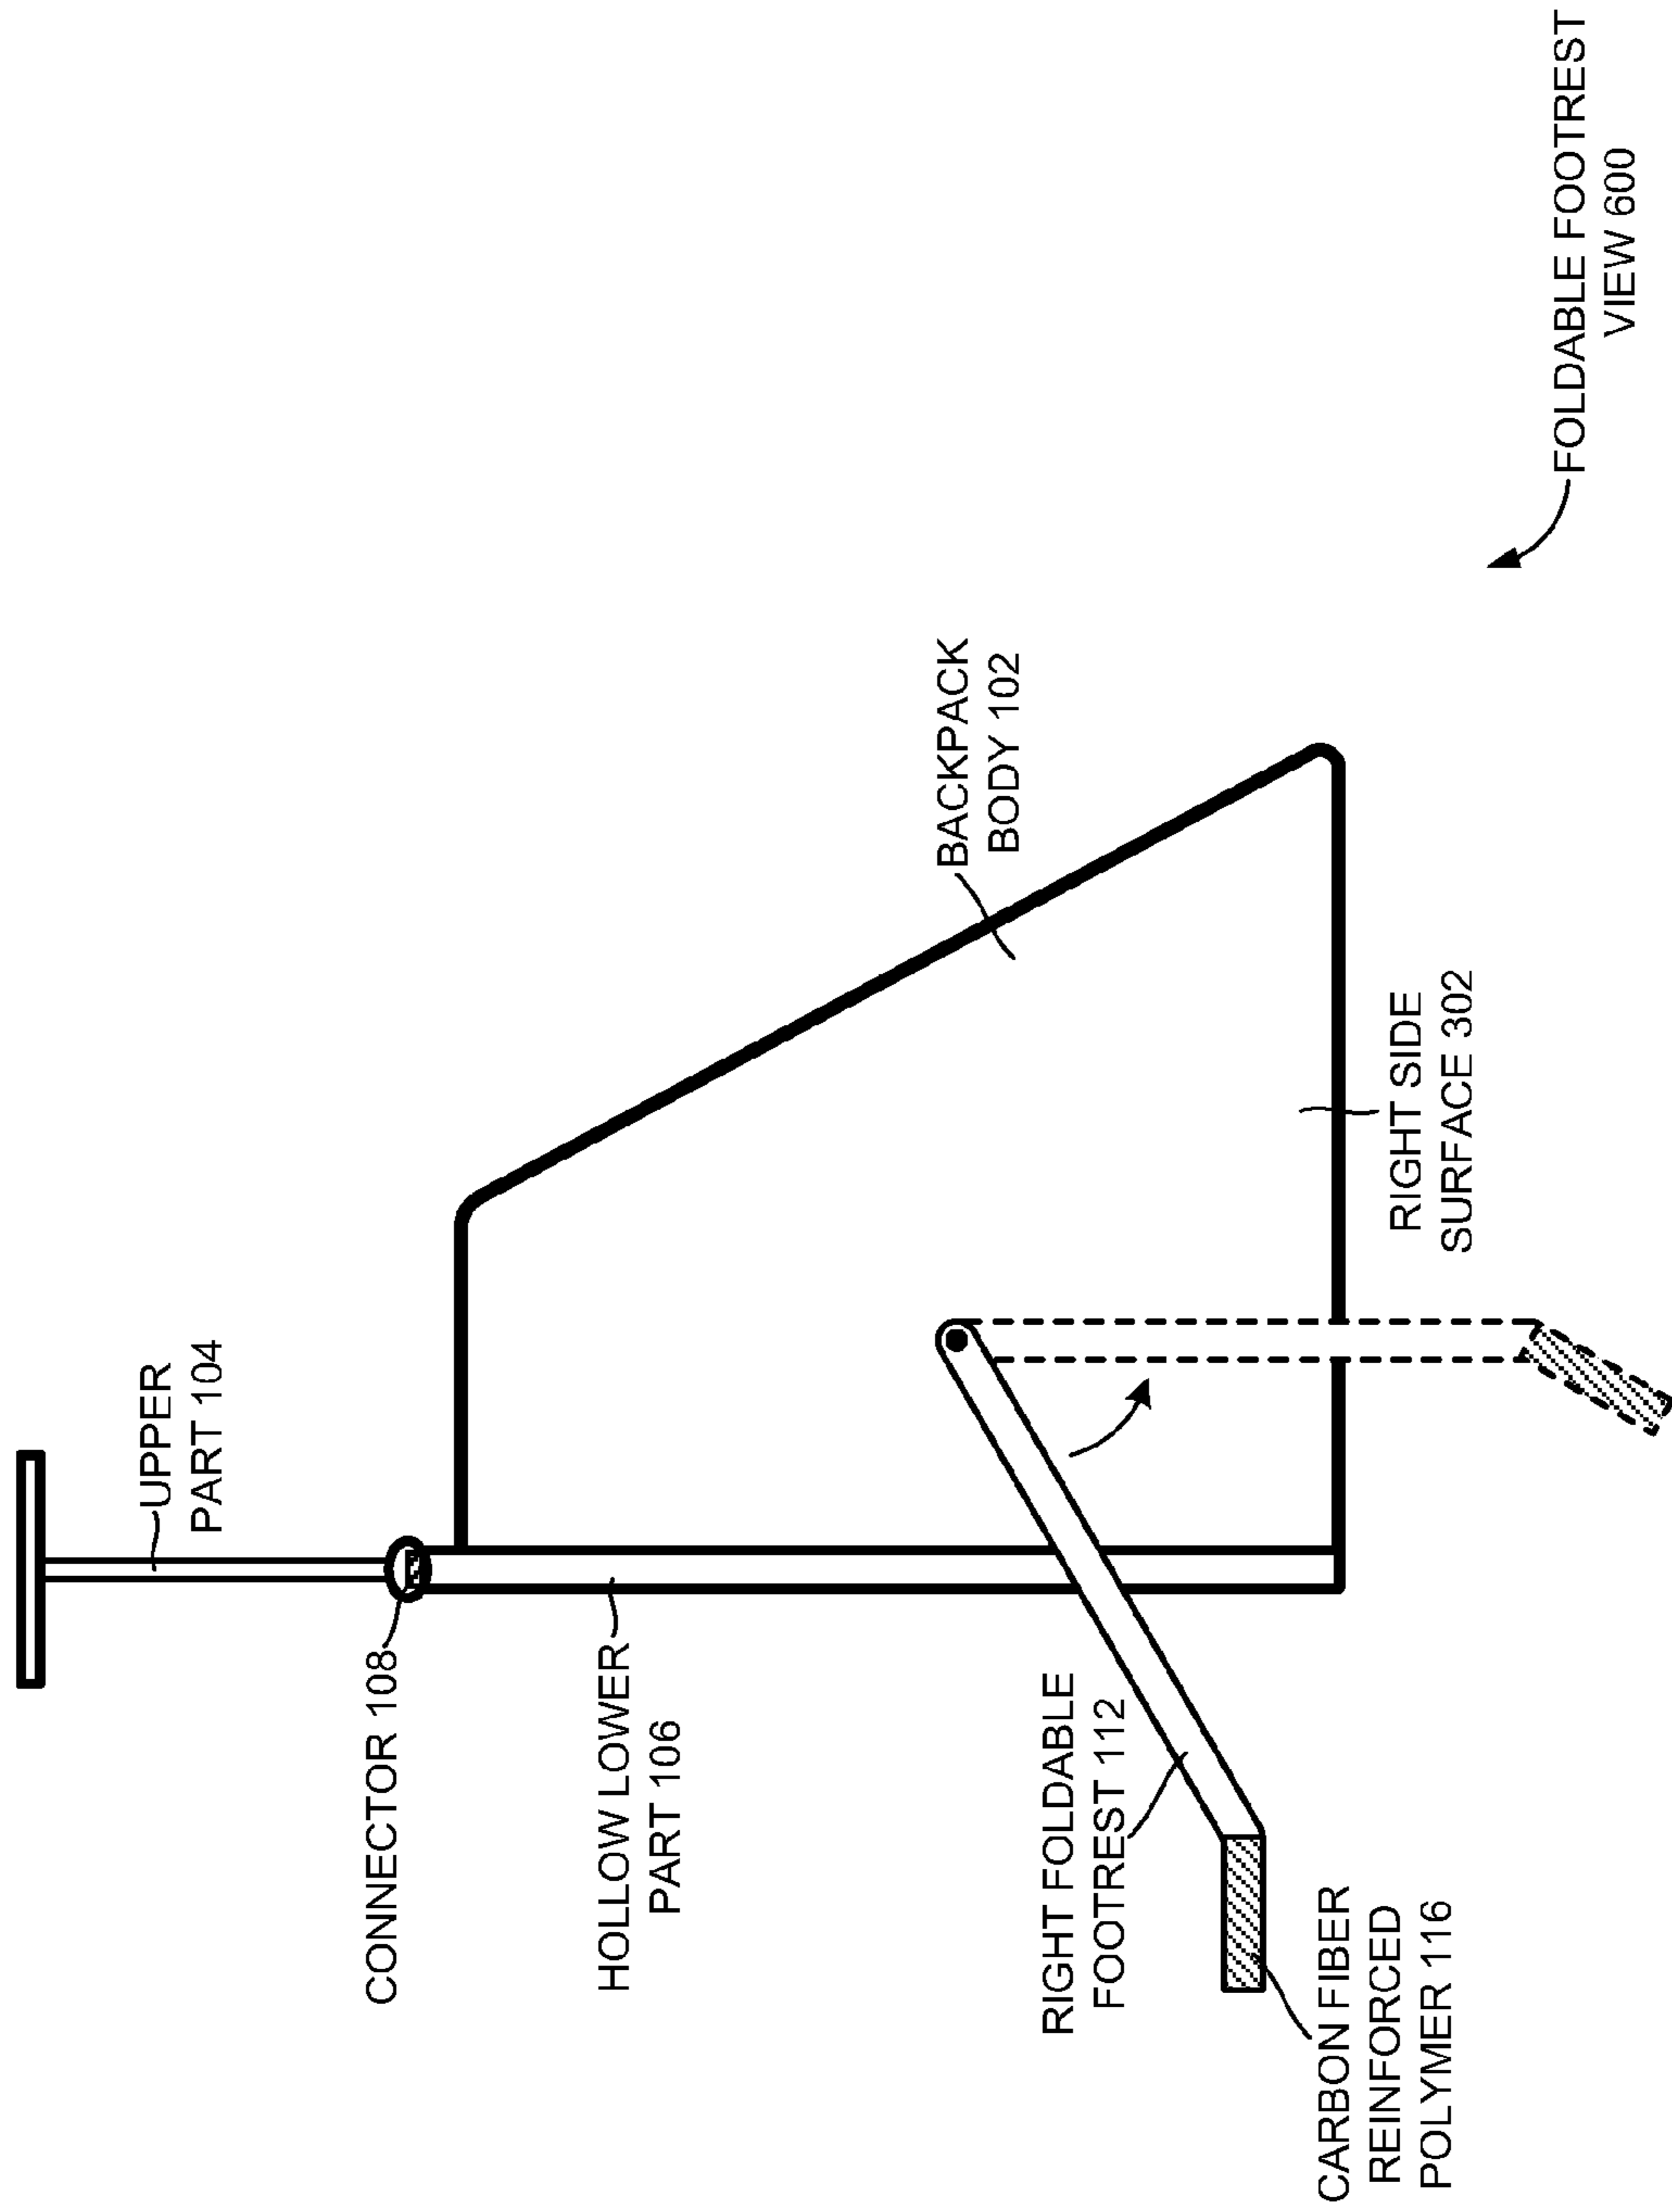 UPPER
PART 104
CONNECTOR 108
HOLLOW LOWER
PART 106
BACKPACK
BODY 102
RIGHT FOLDABLE
FOOTREST 112
CARBON FIBER
REINFORCED
POLYMER 116
RIGHT SIDE
SURFACE 302
FOLDABLE FOOTREST
VIEW 600